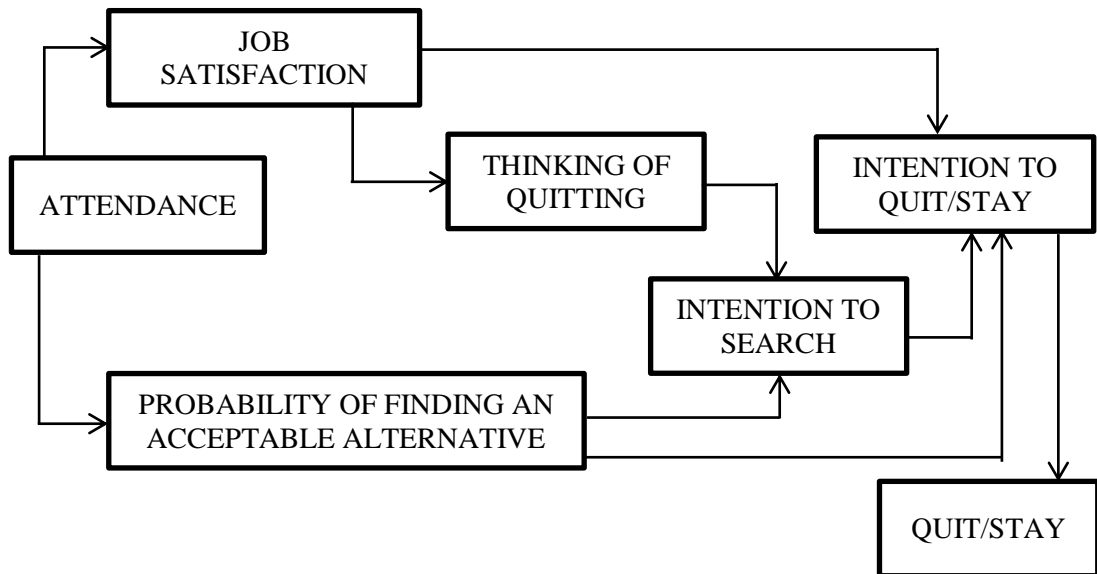 JOB
SATISFACTION
ATTENDANCE
THINKING OF
QUITTING
INTENTION TO
QUIT/STAY
INTENTION TO
SEARCH
PROBABILITY OF FINDING AN
ACCEPTABLE ALTERNATIVE
QUIT/STAY